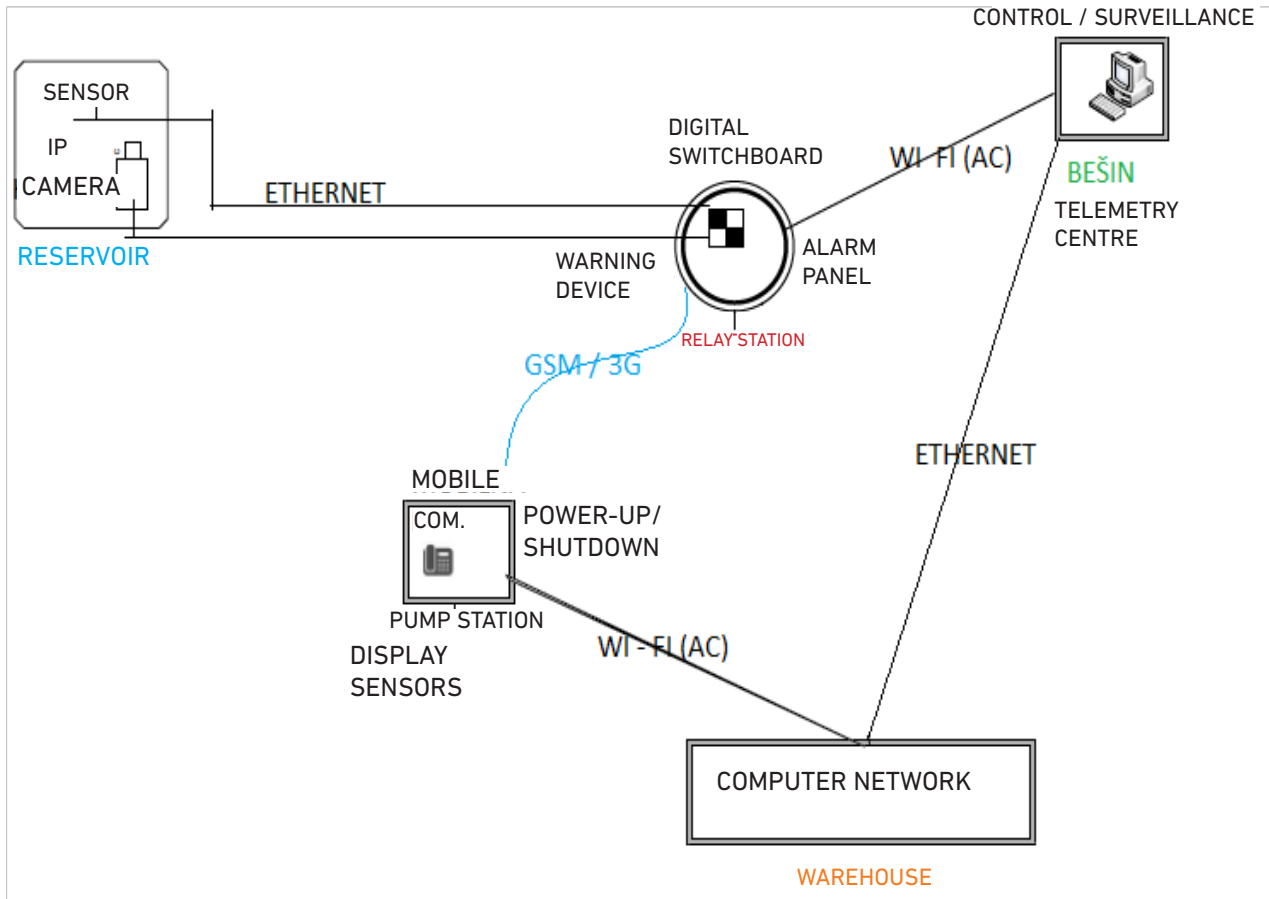 CONTROL / SURVEILLANCE
SENSOR
IP
CAMERA
RESERVOIR
ETHERNET
DIGITAL
SWITCHBOARD
WI-FI (AC)
BEŠIN
TELEMETRY
CENTRE
WARNING
DEVICE
ALARM
PANEL
RELAY STATION
GSM / 3G
ETHERNET
MOBILE
COM.
POWER-UP/
SHUTDOWN
PUMP STATION
DISPLAY
SENSORS
WI - FI (AC)
COMPUTER NETWORK
WAREHOUSE